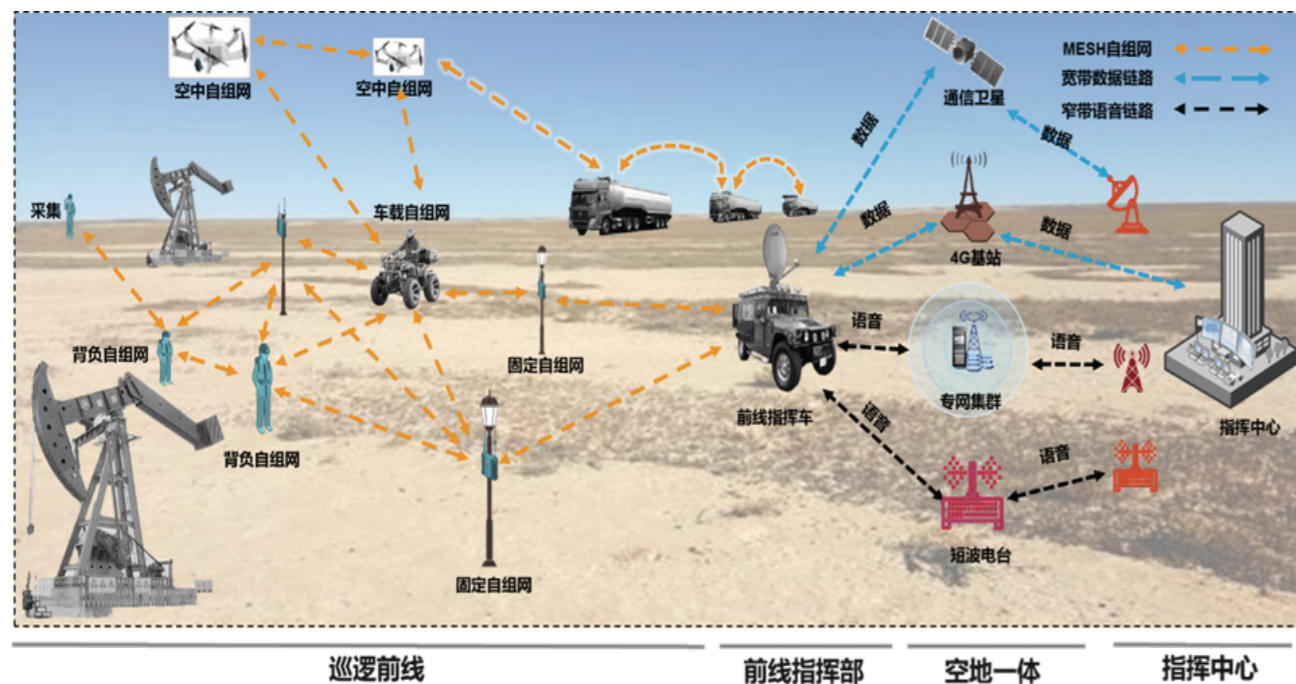 空中自组网
空中自组网
通信卫星
MESH自组网
宽带数据链路
窄带语音链路
数据
数据
采集
车载自组网
数据
4G基站
数据
背负自组网
背负自组网
固定自组网
固定自组网
前线指挥车
语音
专网集群
语音
语音
短波电台
语音
指挥中心
巡逻前线
前线指挥部
空地一体
指挥中心